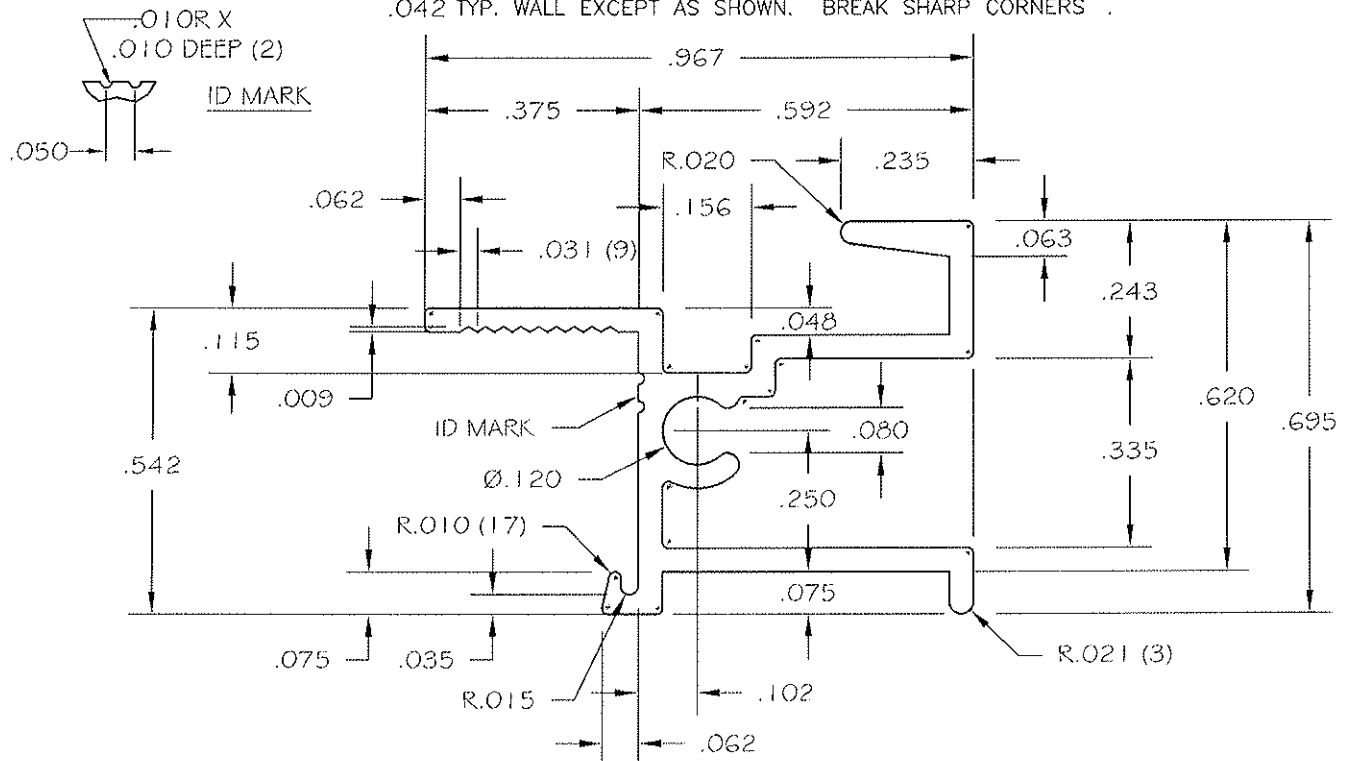 .042 TYP. WALL EXCEPT AS SHOWN. BREAK SHARP CORNERS .
.010R X
.010 DEEP (2)
ID MARK
.050
.967
.375
.592
R.020
.235
.062
.156
.063
.031 (9)
.243
.048
.115
.009
.620
.695
ID MARK
.080
.335
.542
Ø.120
.250
R.010 (17)
.075
.075
.035
R.021 (3)
R.015
.102
.062